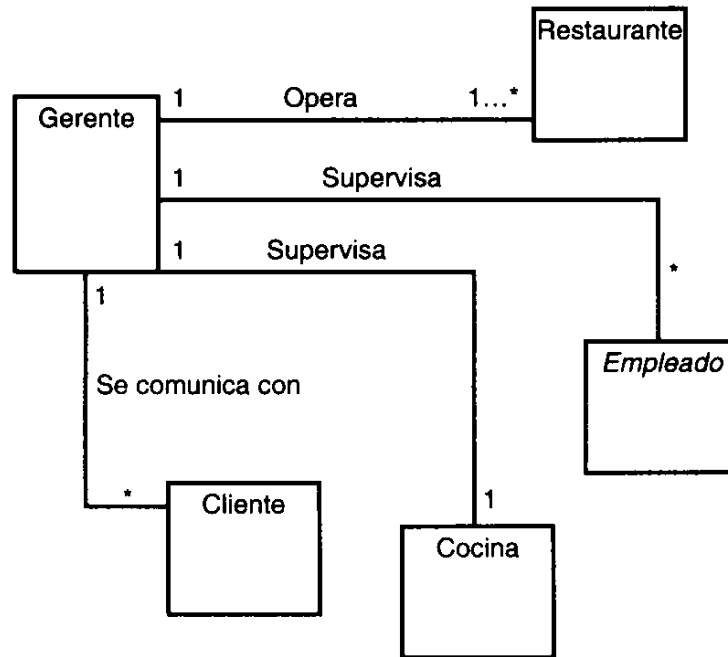 Restaurante
1 Opera 1...*
Gerente
1 Supervisa
1 Supervisa
*
1
Empleado
Se comunica con
* Cliente
1
Cocina